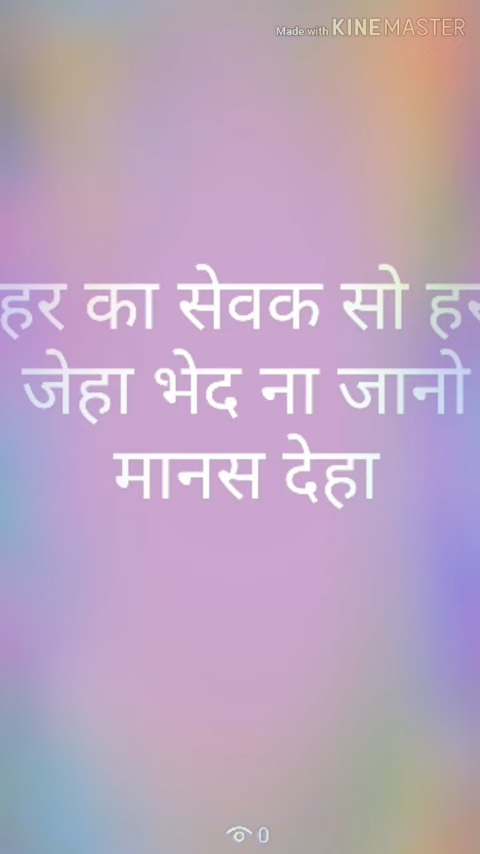 Made with KINEMASTER
हर का सेवक सो
जेहा भेद ना जानो
मानस देहा
0